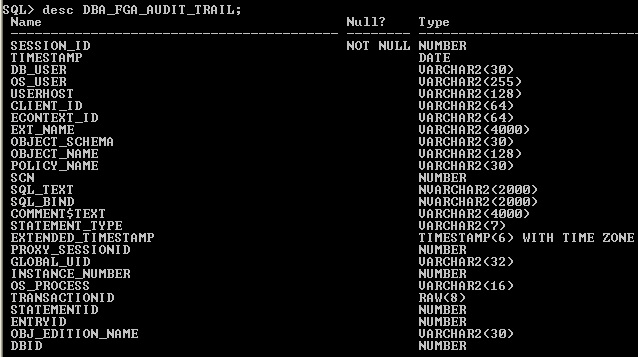 SQL> desc DBA_FGA_AUDIT_TRAIL;
Name Null? Type
----------------------------------------- -------- ----------------------------
SESSION_ID NOT NULL NUMBER
TIMESTAMP DATE
DB_USER VARCHAR2(30)
OS_USER VARCHAR2(255)
USERHOST VARCHAR2(128)
CLIENT_ID VARCHAR2(64)
ECONTEXT_ID VARCHAR2(64)
EXT_NAME VARCHAR2(4000)
OBJECT_SCHEMA VARCHAR2(30)
OBJECT_NAME VARCHAR2(128)
POLICY_NAME VARCHAR2(30)
SCN NUMBER
SQL_TEXT NVARCHAR2(2000)
SQL_BIND NVARCHAR2(2000)
COMMENT$TEXT VARCHAR2(4000)
STATEMENT_TYPE VARCHAR2(7)
EXTENDED_TIMESTAMP TIMESTAMP(6) WITH TIME ZONE
PROXY_SESSIONID NUMBER
GLOBAL_UID VARCHAR2(32)
INSTANCE_NUMBER NUMBER
OS_PROCESS VARCHAR2(16)
TRANSACTIONID RAW(8)
STATEMENTID NUMBER
ENTRYID NUMBER
OBJ_EDITION_NAME VARCHAR2(30)
DBID NUMBER